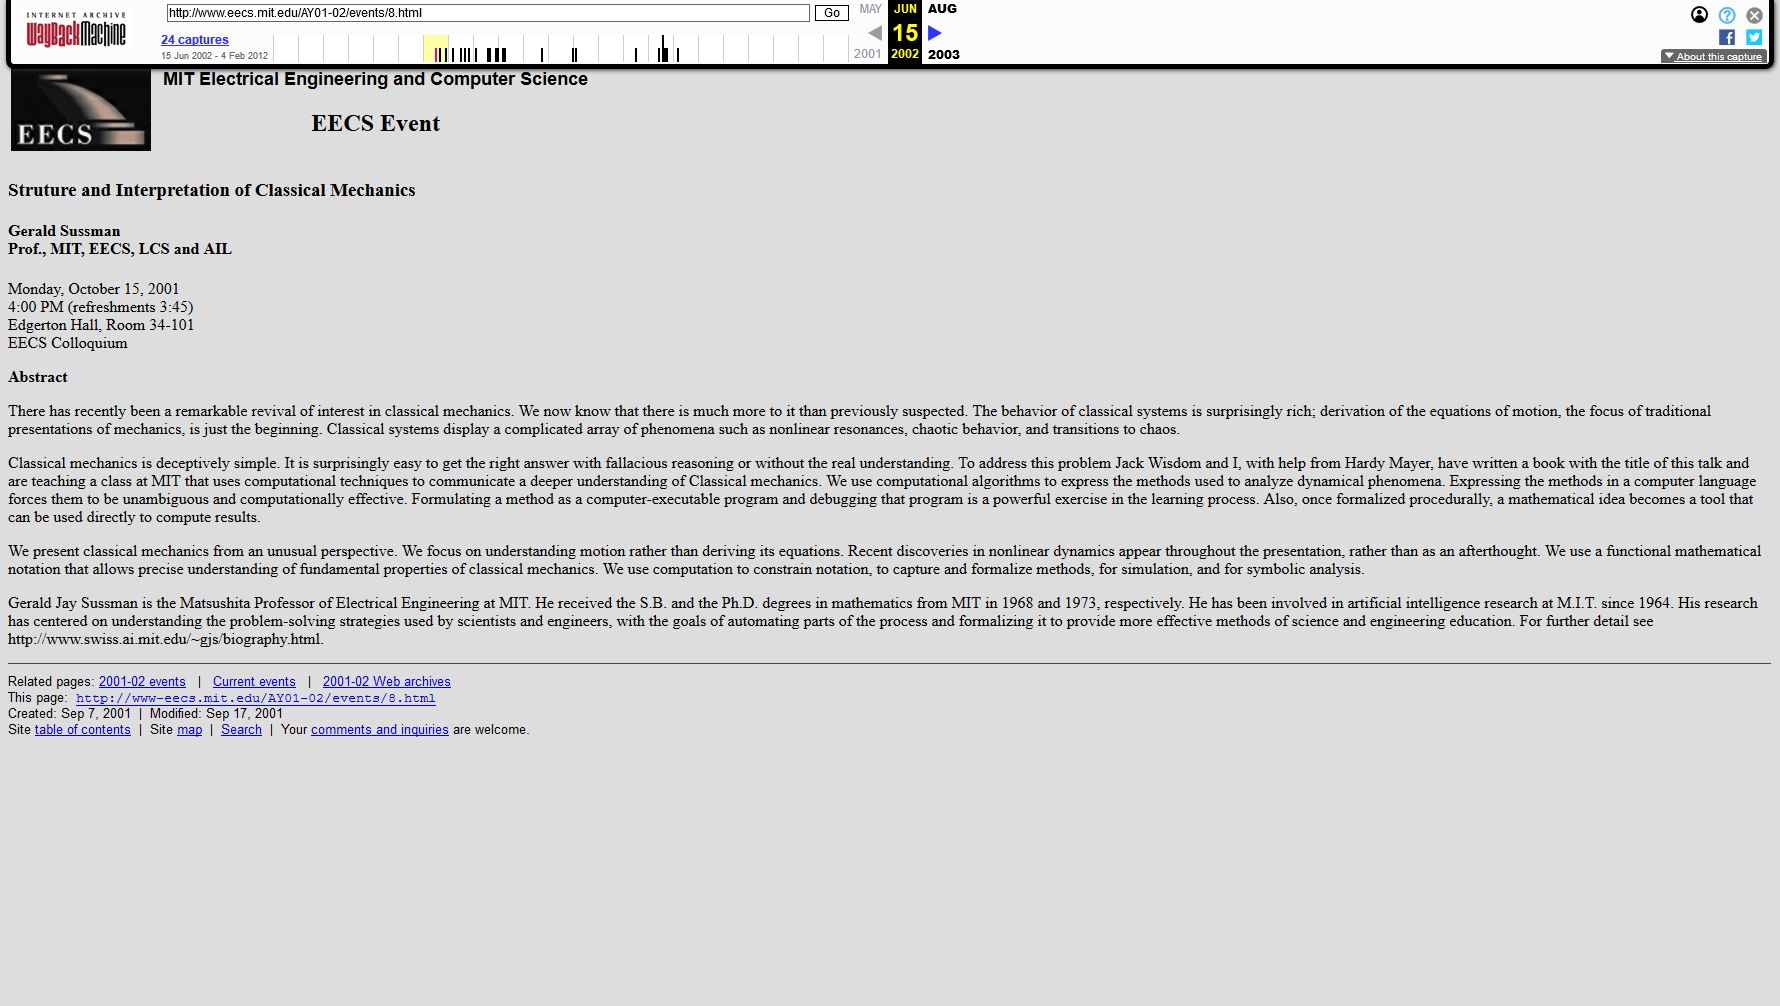 INTERNET ARCHIVE
WayBackMachine
http://www.eecs.mit.edu/AY01-02/events/8.html
Go
MAY
JUN
AUG
24 captures
15
15 Jun 2002 - 4 Feb 2012
2001
2002
2003
About this capture
EECS
MIT Electrical Engineering and Computer Science
EECS Event
Struture and Interpretation of Classical Mechanics
Gerald Sussman
Prof., MIT, EECS, LCS and AIL
Monday, October 15, 2001
4:00 PM (refreshments 3:45)
Edgerton Hall, Room 34-101
EECS Colloquium
Abstract
There has recently been a remarkable revival of interest in classical mechanics. We now know that there is much more to it than previously suspected. The behavior of classical systems is surprisingly rich; derivation of the equations of motion, the focus of traditional
presentations of mechanics, is just the beginning. Classical systems display a complicated array of phenomena such as nonlinear resonances, chaotic behavior, and transitions to chaos.
Classical mechanics is deceptively simple. It is surprisingly easy to get the right answer with fallacious reasoning or without the real understanding. To address this problem Jack Wisdom and I, with help from Hardy Mayer, have written a book with the title of this talk and
are teaching a class at MIT that uses computational techniques to communicate a deeper understanding of Classical mechanics. We use computational algorithms to express the methods used to analyze dynamical phenomena. Expressing the methods in a computer language
forces them to be unambiguous and computationally effective. Formulating a method as a computer-executable program and debugging that program is a powerful exercise in the learning process. Also, once formalized procedurally, a mathematical idea becomes a tool that
can be used directly to compute results.
We present classical mechanics from an unusual perspective. We focus on understanding motion rather than deriving its equations. Recent discoveries in nonlinear dynamics appear throughout the presentation, rather than as an afterthought. We use a functional mathematical
notation that allows precise understanding of fundamental properties of classical mechanics. We use computation to constrain notation, to capture and formalize methods, for simulation, and for symbolic analysis.
Gerald Jay Sussman is the Matsushita Professor of Electrical Engineering at MIT. He received the S.B. and the Ph.D. degrees in mathematics from MIT in 1968 and 1973, respectively. He has been involved in artificial intelligence research at M.I.T. since 1964. His research
has centered on understanding the problem-solving strategies used by scientists and engineers, with the goals of automating parts of the process and formalizing it to provide more effective methods of science and engineering education. For further detail see
http://www.swiss.ai.mit.edu/~gjs/biography.html.
Related pages: 2001-02 events | Current events | 2001-02 Web archives
This page: http://www-eecs.mit.edu/AY01-02/events/8.html
Created: Sep 7, 2001 | Modified: Sep 17, 2001
Site table of contents | Site map | Search | Your comments and inquiries are welcome.